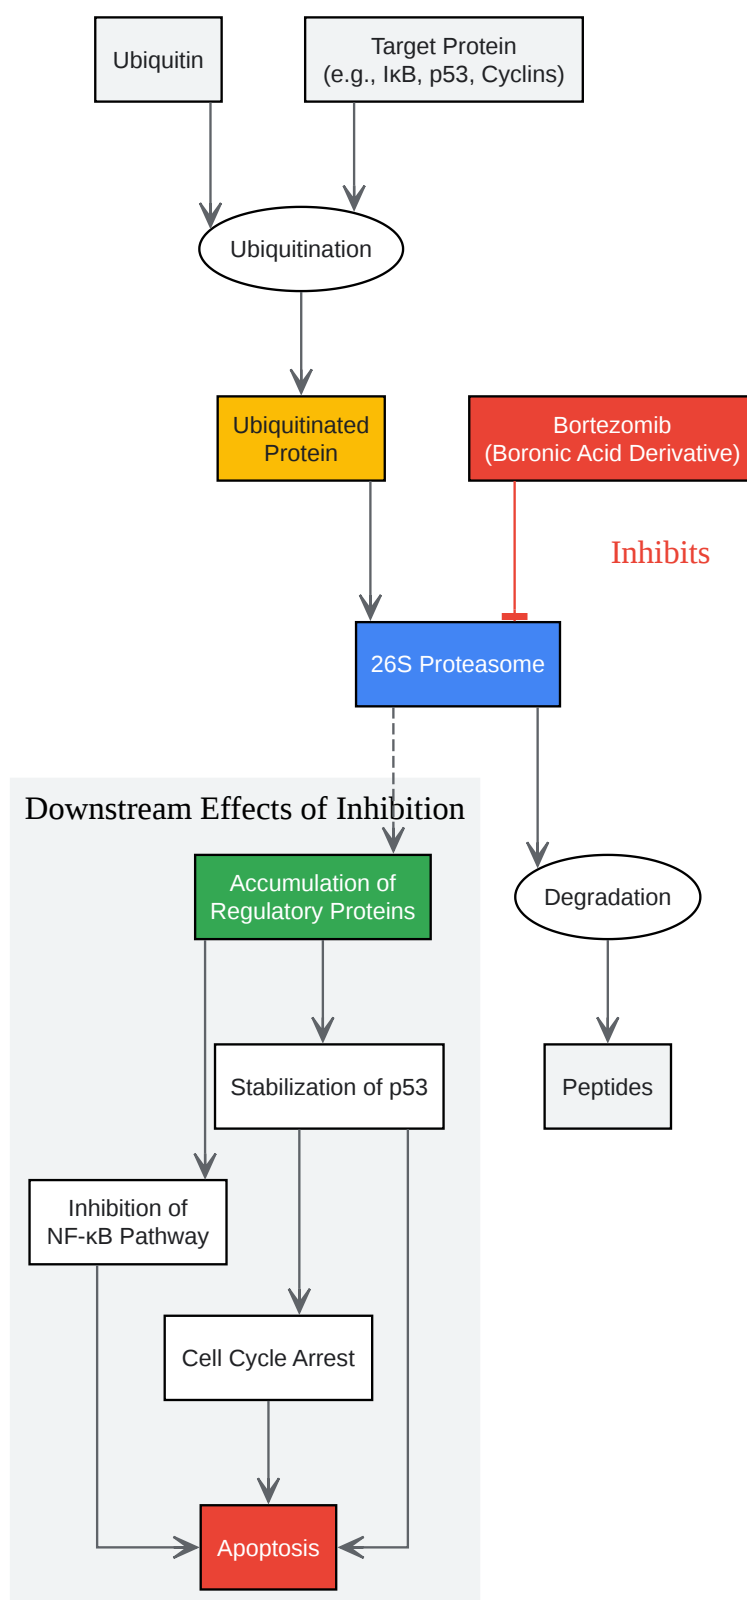 Ubiquitin
Target Protein
(e.g., IκB, p53, Cyclins)
Ubiquitination
Ubiquitinated
Protein
Bortezomib
(Boronic Acid Derivative)
Inhibits
26S Proteasome
Downstream Effects of Inhibition
Accumulation of
Regulatory Proteins
Degradation
Stabilization of p53
Peptides
Inhibition of
NF-κB Pathway
Cell Cycle Arrest
Apoptosis